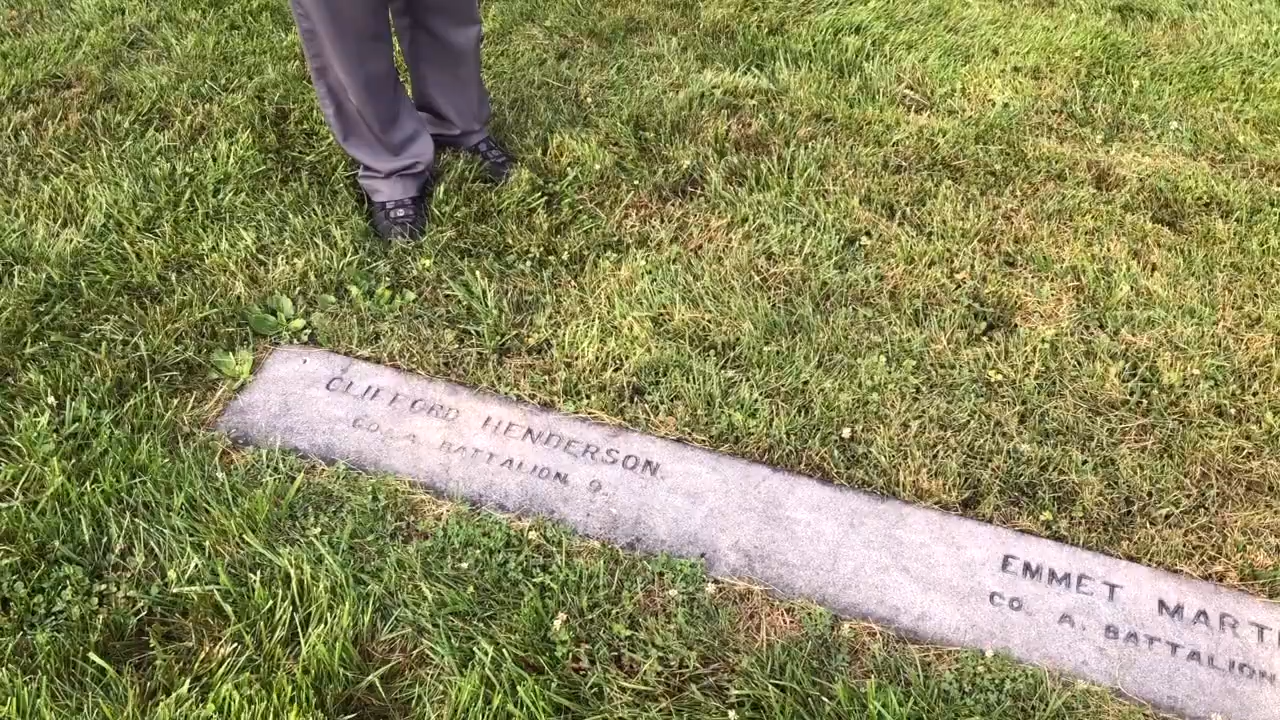 CLIFFORD HENDERSON.
CO. A. BATTALION 9.
EMMET
CO. A. BATTALION